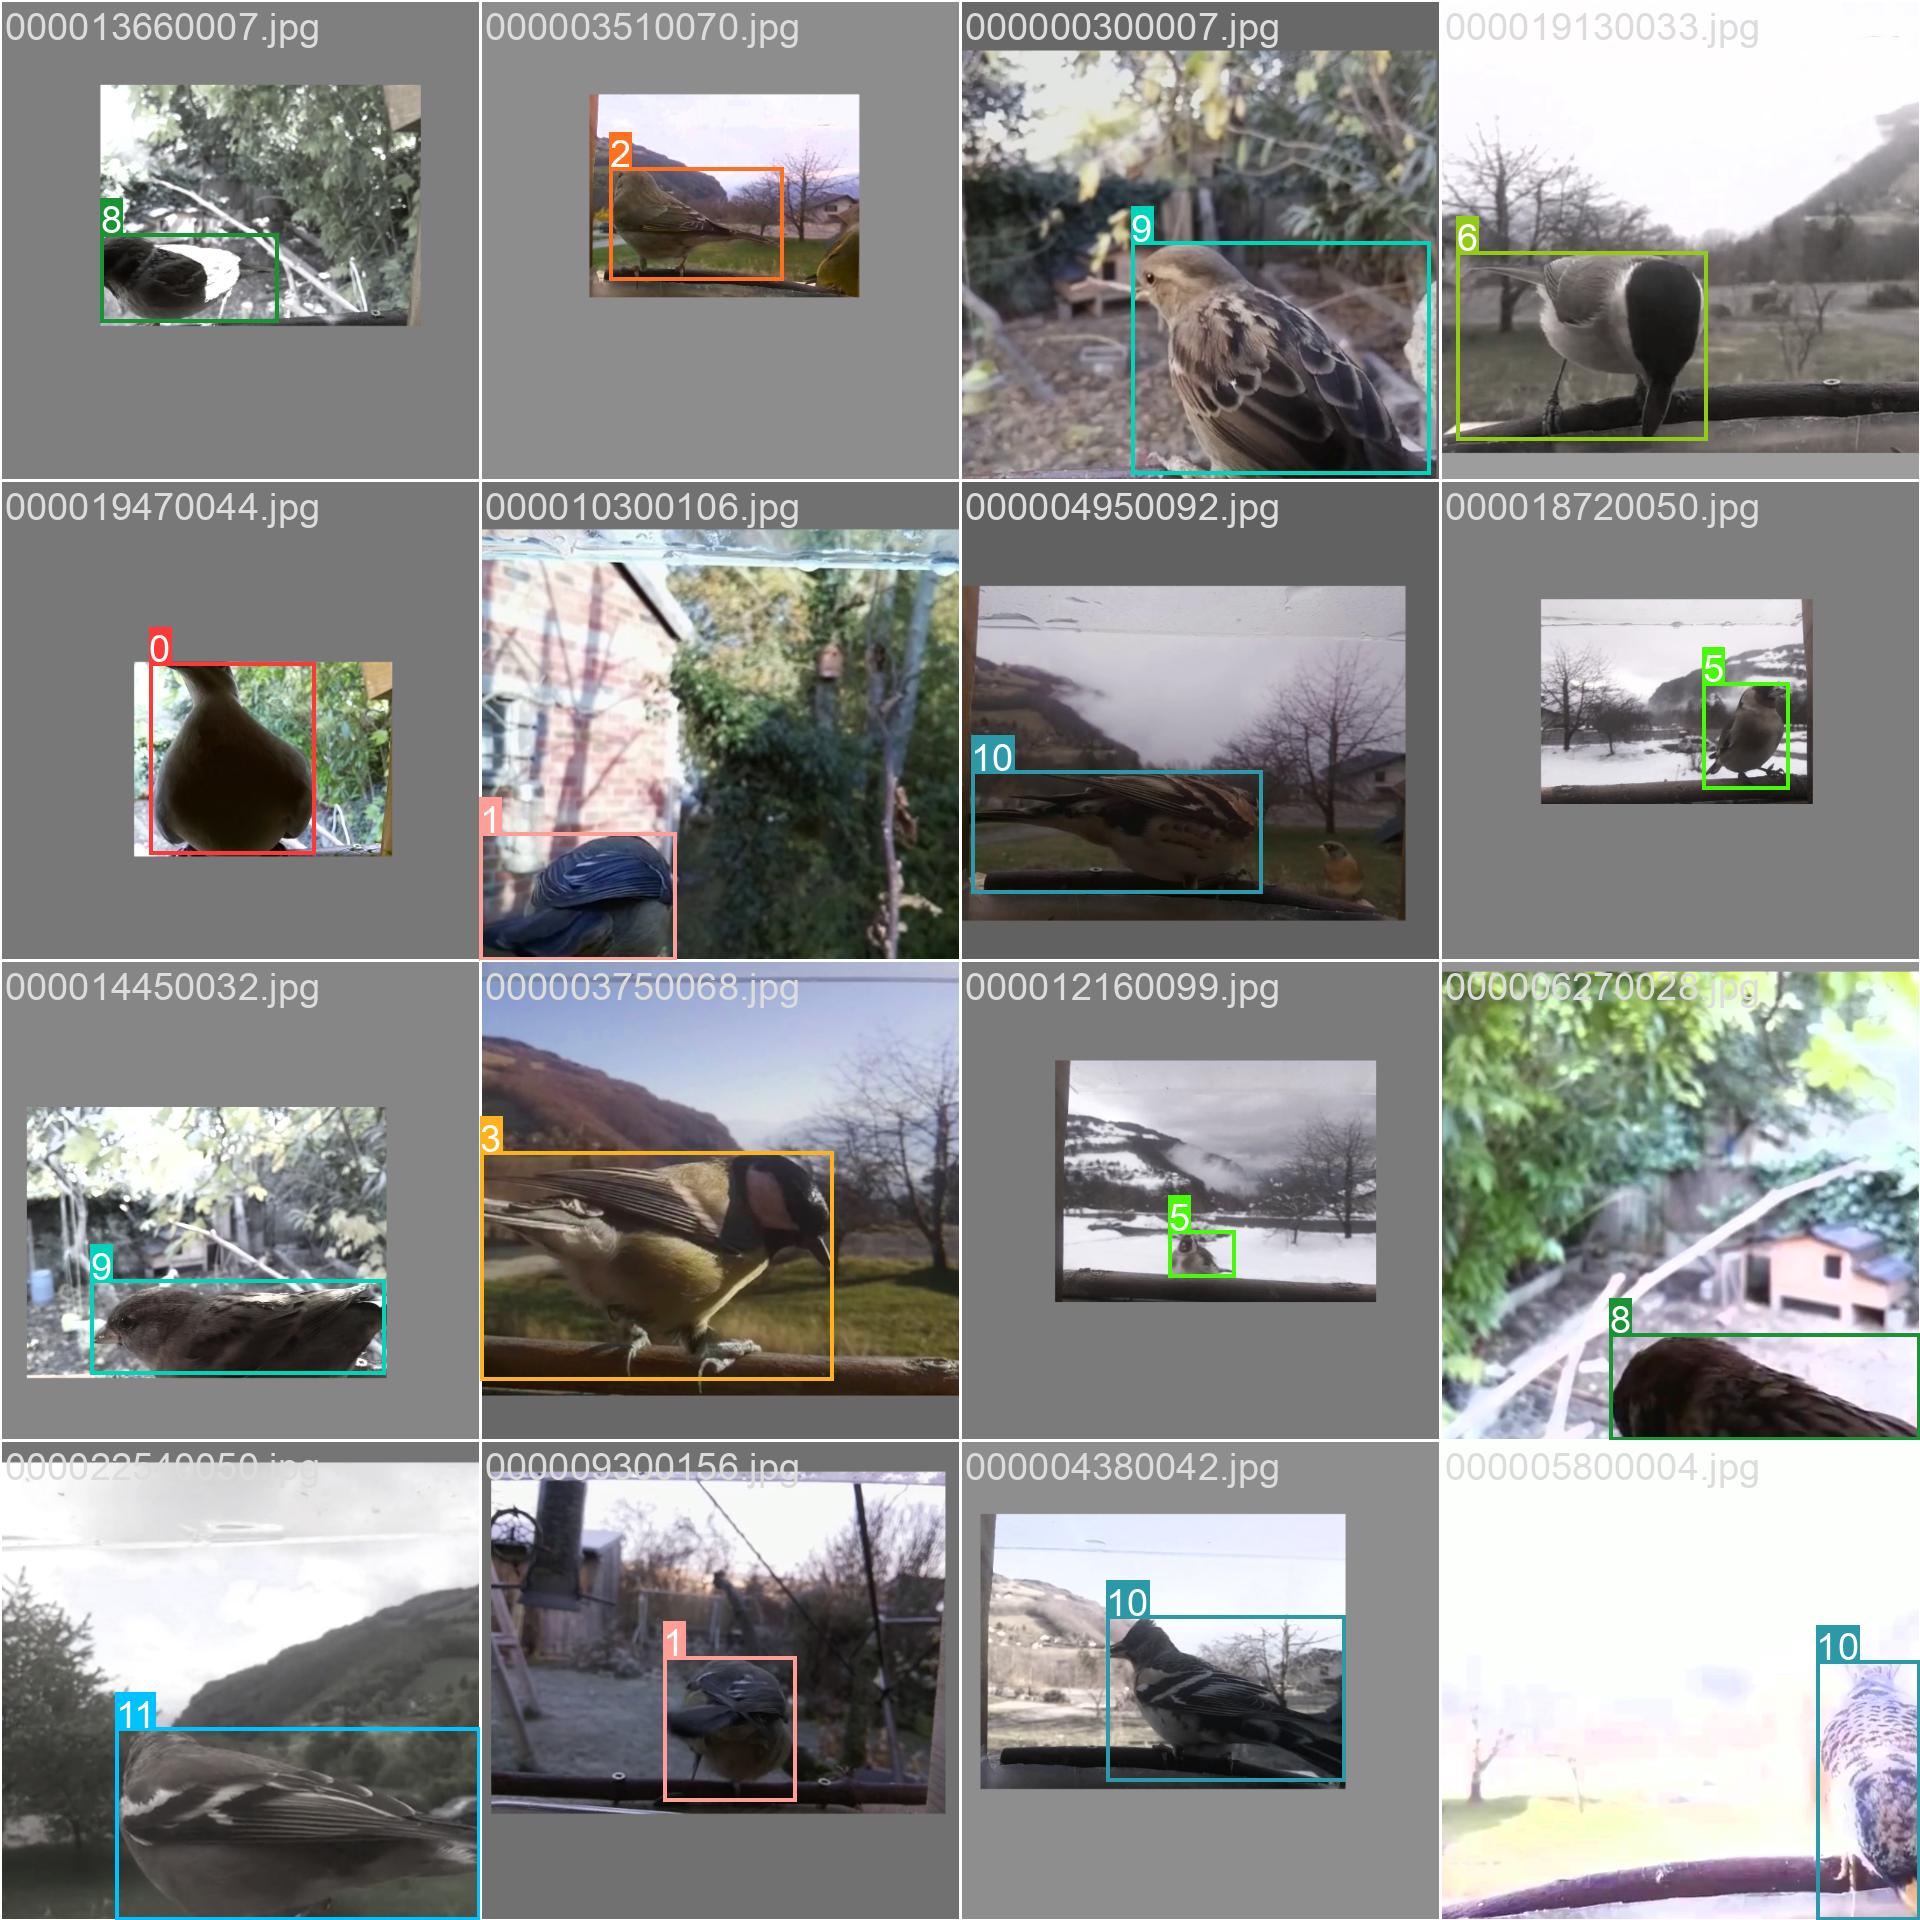 000013660007.jpg
000003510070.jpg
000000300007.jpg
000019130033.jpg
8
2
9
6
000019470044.jpg
000010300106.jpg
000004950092.jpg
000018720050.jpg
0
1
10
5
000014450032.jpg
000003750068.jpg
000012160099.jpg
000006270028.jpg
9
3
5
8
000022540050.jpg
000009300156.jpg
000004380042.jpg
000005800004.jpg
11
1
10
10